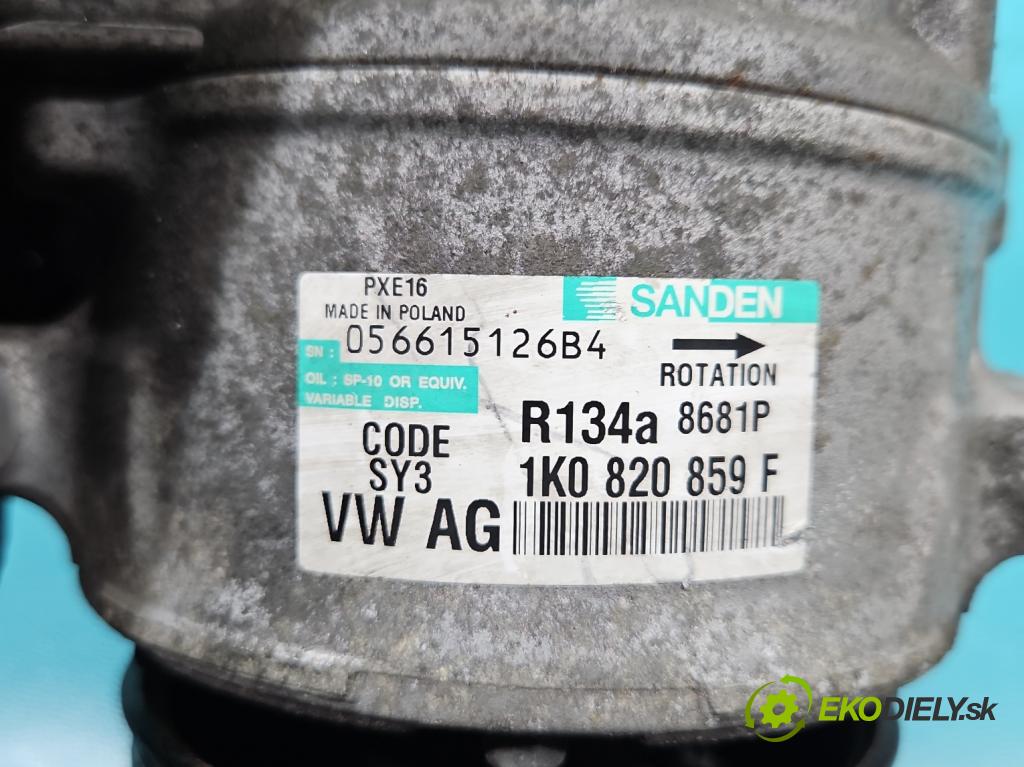 PXE16
MADE IN POLAND
SANDEN
SN : 056615126B4
ROTATION
OIL : SP-10 OR EQUIV.
VARIABLE DISP.
R134a 8681P
CODE
SY3
1K0 820 859 F
VW AG
EKODIELY.sk